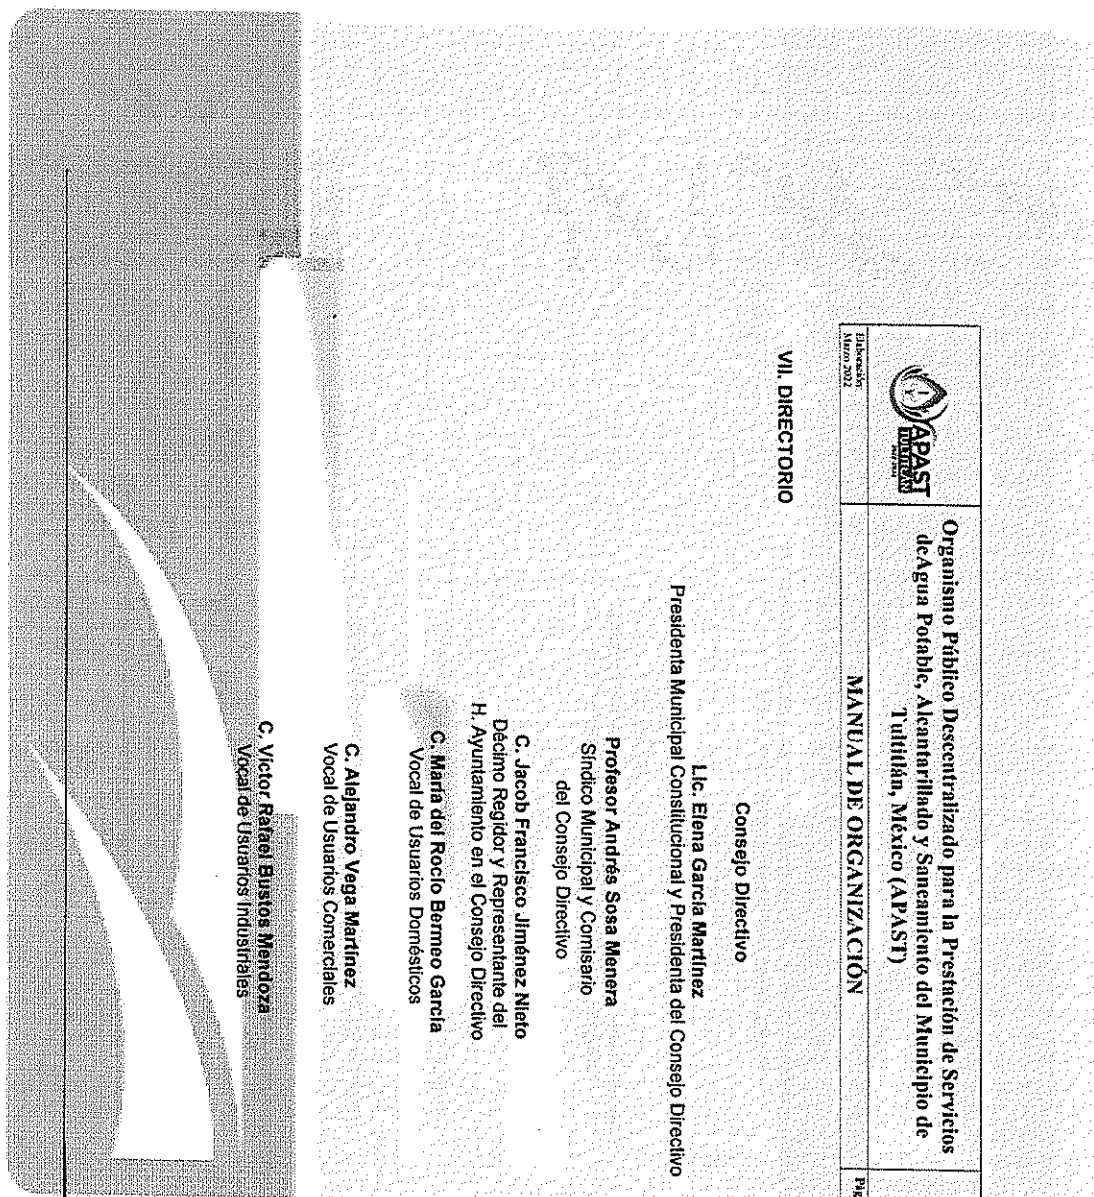 APAST
TULTITLÁN
Organismo Público Descentralizado para la Prestación de Servicios
deAgua Potable, Alcantarillado y Saneamiento del Municipio de
Tultitlán, México (APAST)
Elaboración
Marzo 2022
MANUAL DE ORGANIZACIÓN
VII. DIRECTORIO
Consejo Directivo
Lic. Elena García Martínez
Presidenta Municipal Constitucional y Presidenta del Consejo Directivo
Profesor Andrés Sosa Menera
Síndico Municipal y Comisario
del Consejo Directivo
C. Jacob Francisco Jiménez Nieto
Décimo Regidor y Representante del
H. Ayuntamiento en el Consejo Directivo
C. María del Rocío Bermeo García
Vocal de Usuarios Domésticos
C. Alejandro Vega Martínez
Vocal de Usuarios Comerciales
C. Víctor Rafael Bustos Mendoza
Vocal de Usuarios Industriales